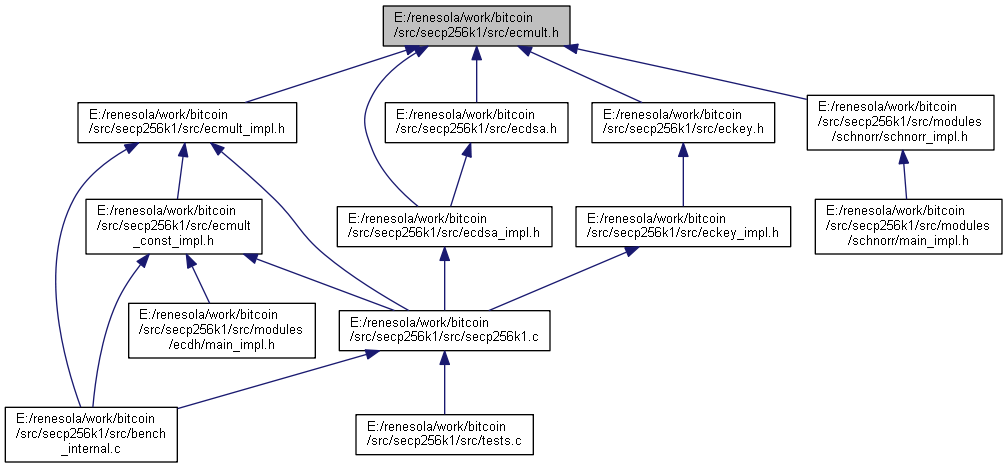 E:/renesola/work/bitcoin
/src/secp256k1/src/ecmult.h
E:/renesola/work/bitcoin
/src/secp256k1/src/ecmult_impl.h
E:/renesola/work/bitcoin
/src/secp256k1/src/ecdsa.h
E:/renesola/work/bitcoin
/src/secp256k1/src/eckey.h
E:/renesola/work/bitcoin
/src/secp256k1/src/modules
/schnorr/schnorr_impl.h
E:/renesola/work/bitcoin
/src/secp256k1/src/ecmult
_const_impl.h
E:/renesola/work/bitcoin
/src/secp256k1/src/ecdsa_impl.h
E:/renesola/work/bitcoin
/src/secp256k1/src/eckey_impl.h
E:/renesola/work/bitcoin
/src/secp256k1/src/modules
/schnorr/main_impl.h
E:/renesola/work/bitcoin
/src/secp256k1/src/modules
/ecdh/main_impl.h
E:/renesola/work/bitcoin
/src/secp256k1/src/secp256k1.c
E:/renesola/work/bitcoin
/src/secp256k1/src/bench
_internal.c
E:/renesola/work/bitcoin
/src/secp256k1/src/tests.c